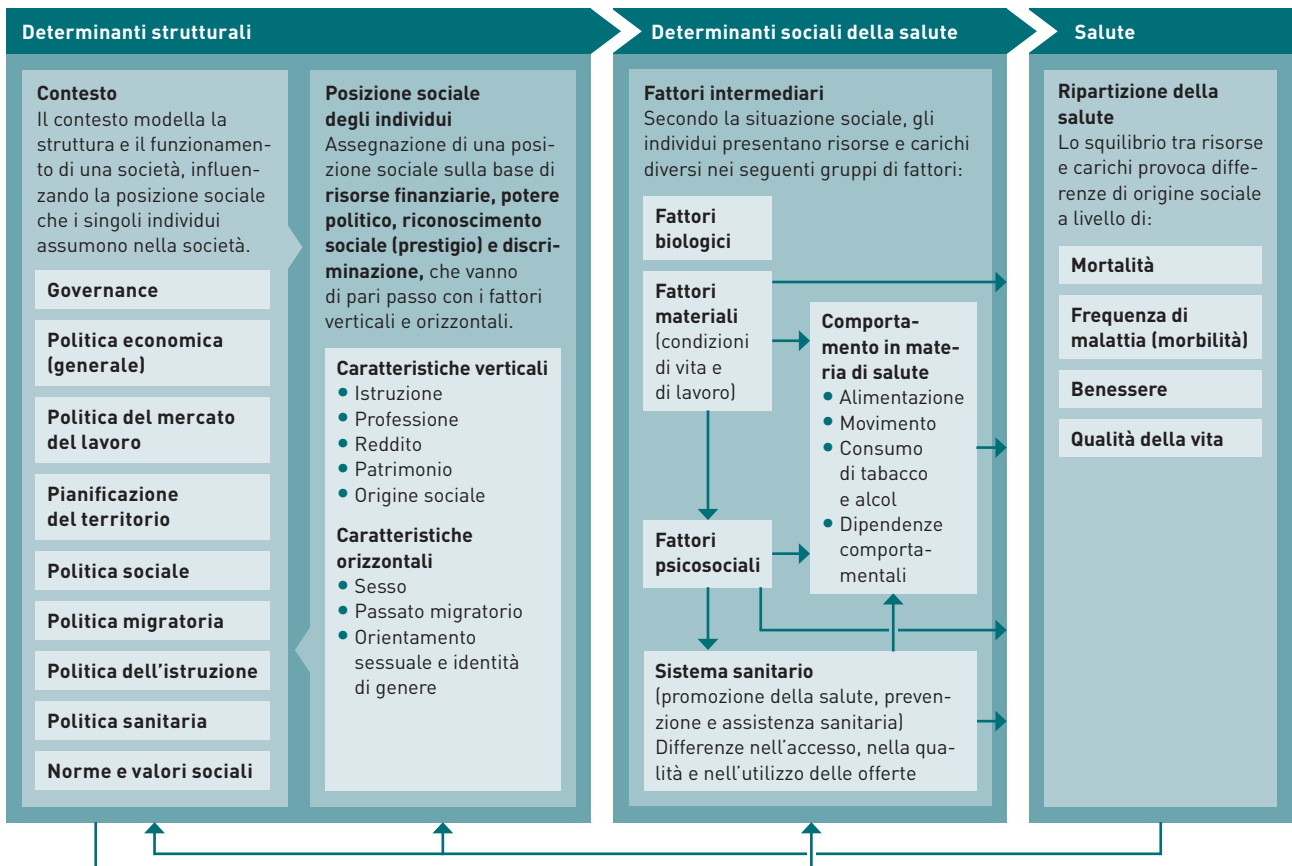 Determinanti strutturali
Determinanti sociali della salute
Salute
Contesto
Il contesto modella la
struttura e il funzionamen-
to di una società, influen-
zando la posizione sociale
che i singoli individui
assumono nella società.
Governance
Politica economica
(generale)
Politica del mercato
del lavoro
Pianificazione
del territorio
Politica sociale
Politica migratoria
Politica dell'istruzione
Politica sanitaria
Norme e valori sociali
Posizione sociale
degli individui
Assegnazione di una posi-
zione sociale sulla base di
risorse finanziarie, potere
politico, riconoscimento
sociale (prestigio) e discri-
minazione, che vanno
di pari passo con i fattori
verticali e orizzontali.
Caratteristiche verticali
• Istruzione
• Professione
• Reddito
• Patrimonio
• Origine sociale
Caratteristiche
orizzontali
• Sesso
• Passato migratorio
• Orientamento
sessuale e identità
di genere
Fattori intermediari
Secondo la situazione sociale, gli
individui presentano risorse e carichi
diversi nei seguenti gruppi di fattori:
Fattori
biologici
Fattori
materiali
(condizioni
di vita e
di lavoro)
Fattori
psicosociali
Comporta-
mento in mate-
ria di salute
• Alimentazione
• Movimento
• Consumo
di tabacco
e alcol
• Dipendenze
comporta-
mentali
Sistema sanitario
(promozione della salute, preven-
zione e assistenza sanitaria)
Differenze nell'accesso, nella qua-
lità e nell'utilizzo delle offerte
Ripartizione della
salute
Lo squilibrio tra risorse
e carichi provoca diffe-
renze di origine sociale
a livello di:
Mortalità
Frequenza di
malattia (morbilità)
Benessere
Qualità della vita